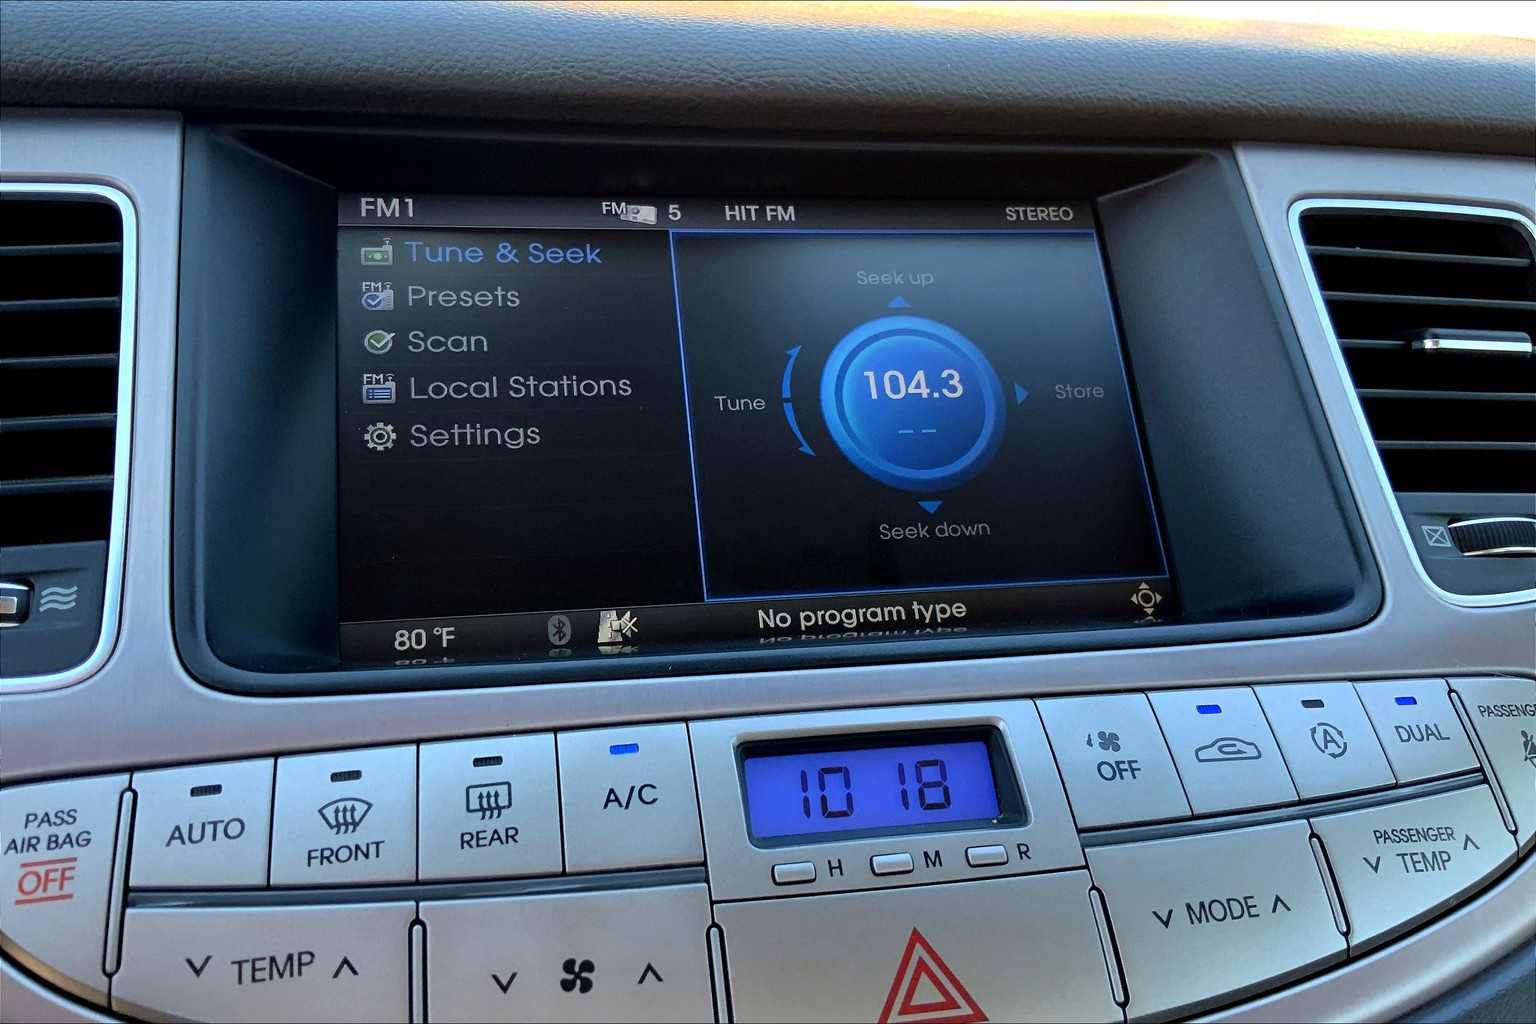 FM1 FM 5 HIT FM STEREO
Tune & Seek
FM Presets
Scan
FM Local Stations
Settings
Seek up
104.3
Tune
Store
Seek down
80 °F No program type
PASS
AIR BAG
OFF
AUTO
FRONT
REAR
A/C
10 18
H M R
OFF
A
DUAL
TEMP
MODE
PASSENGER
TEMP